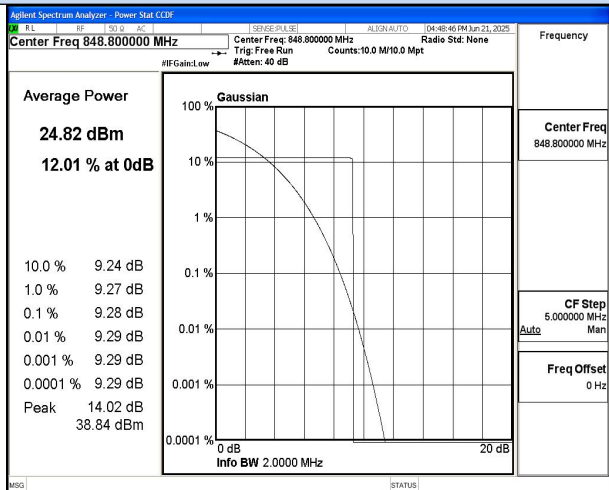 Agilent Spectrum Analyzer - Power Stat CCDF
RL RF 50 Ω AC SENSE:PULSE ALIGN AUTO 04:48:46 PM Jun 21, 2025
Center Freq 848.800000 MHz
Center Freq: 848.800000 MHz Radio Std: None
Trig: Free Run Counts:10.0 M/10.0 Mpt
#IFGain:Low #Atten: 40 dB
Frequency
Average Power
24.82 dBm
12.01 % at 0dB
10.0 % 9.24 dB
1.0 % 9.27 dB
0.1 % 9.28 dB
0.01 % 9.29 dB
0.001 % 9.29 dB
0.0001 % 9.29 dB
Peak 14.02 dB
38.84 dBm
Gaussian
100 %
10 %
1 %
0.1 %
0.01 %
0.001 %
0.0001 %
0 dB 20 dB
Info BW 2.0000 MHz
Center Freq
848.800000 MHz
CF Step
5.000000 MHz
Auto Man
Freq Offset
0 Hz
MSG STATUS